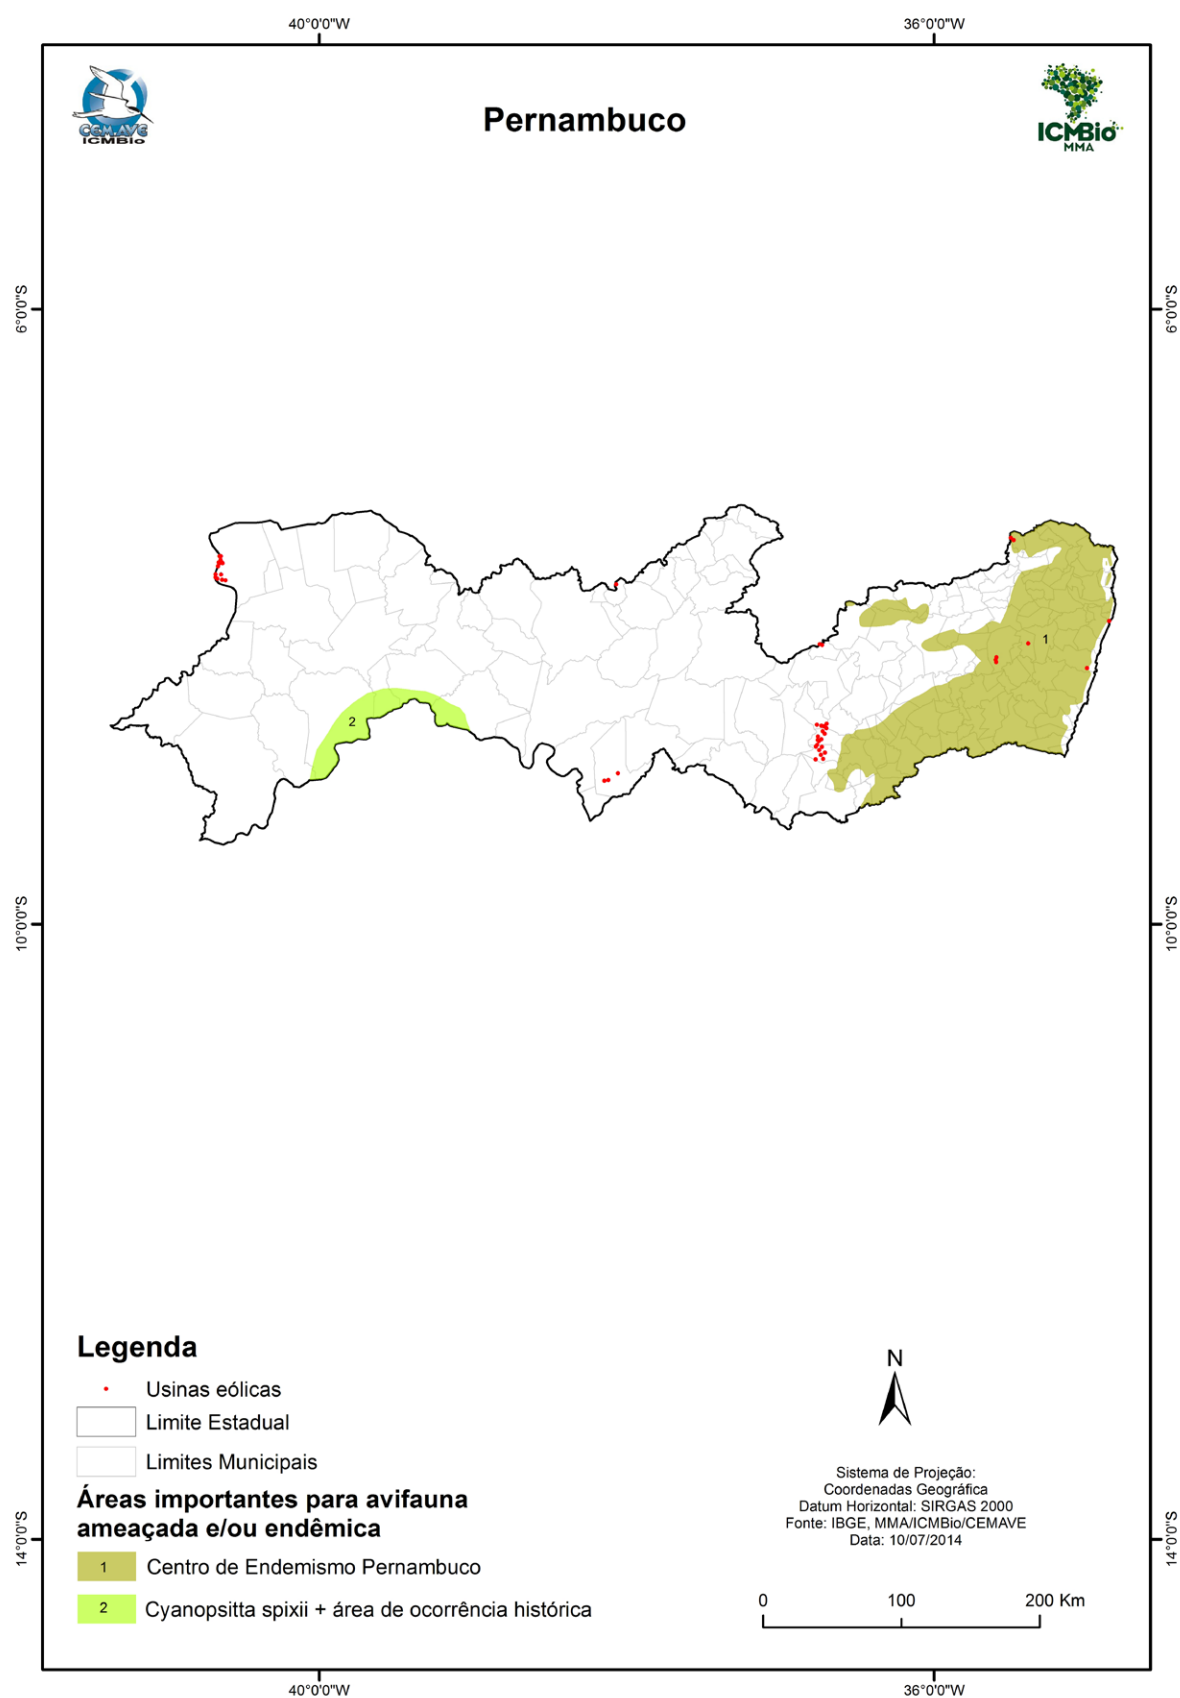 40°0'0"W
36°0'0"W
CEMAVE
ICMBio
Pernambuco
ICMBio
MMA
6°0'0"S
6°0'0"S
1
2
10°0'0"S
10°0'0"S
Legenda
Usinas eólicas
Limite Estadual
Limites Municipais
Áreas importantes para avifauna
ameaçada e/ou endêmica
1 Centro de Endemismo Pernambuco
2 Cyanopsitta spixii + área de ocorrência histórica
N
Sistema de Projeção:
Coordenadas Geográfica
Datum Horizontal: SIRGAS 2000
Fonte: IBGE, MMA/ICMBio/CEMAVE
Data: 10/07/2014
0 100 200 Km
14°0'0"S
14°0'0"S
40°0'0"W
36°0'0"W